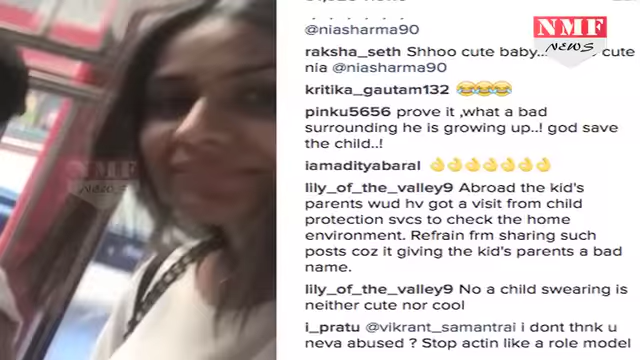 @niasharma90
raksha_seth Shhoo cute baby... cute
nia @niasharma90
kritika_gautam132 😂😂😂
pinku5656 prove it ,what a bad
surrounding he is growing up..! god save
the child..!
iamadityabaral 👌👌👌👌👌👌👌
lily_of_the_valley9 Abroad the kid's
parents wud hv got a visit from child
protection svcs to check the home
environment. Refrain frm sharing such
posts coz it giving the kid's parents a bad
name.
lily_of_the_valley9 No a child swearing is
neither cute nor cool
i_pratu @vikrant_samantrai i dont thnk u
neva abused ? Stop actin like a role model
NMF
NEWS
NMF
NEWS